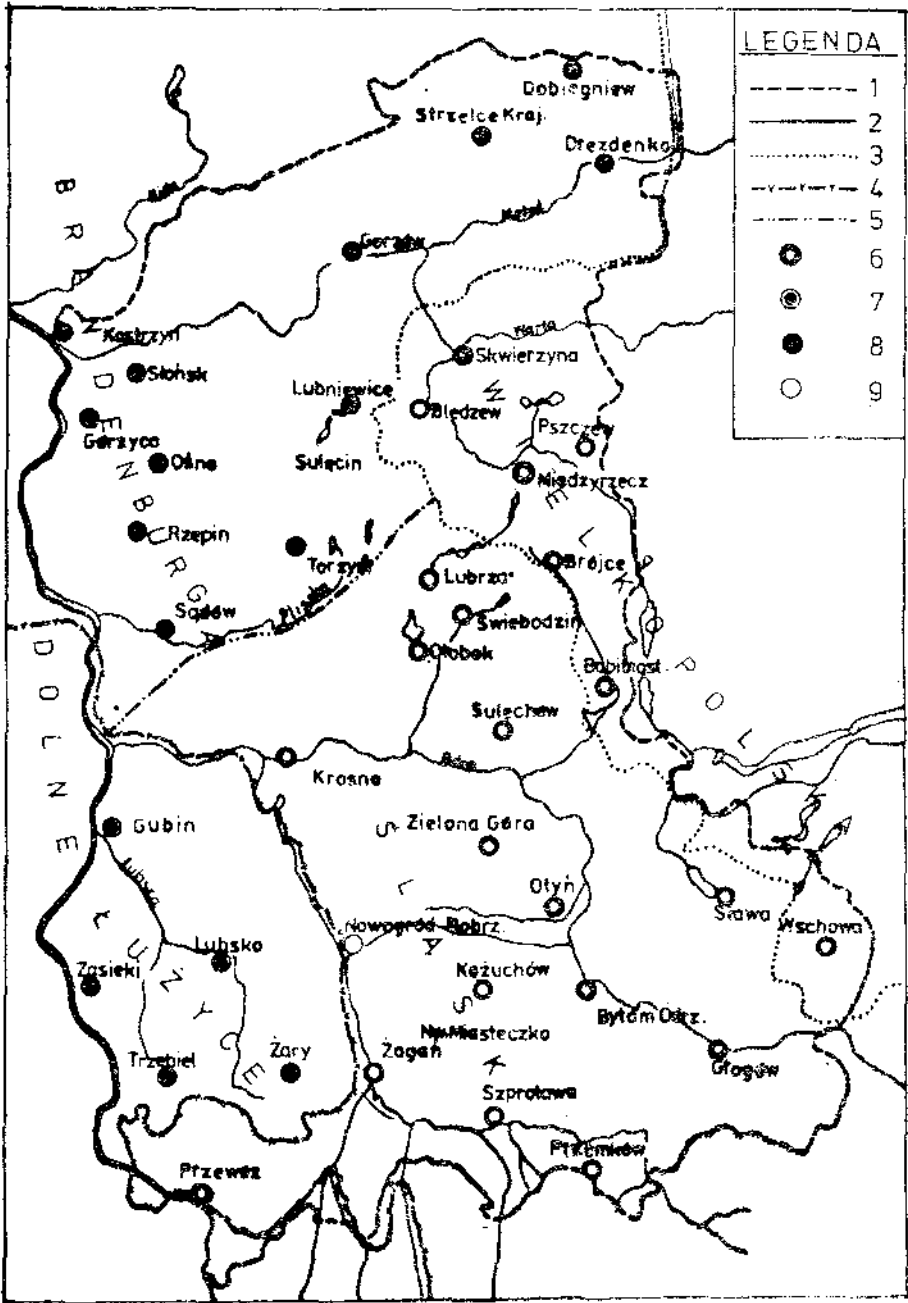 LEGENDA
1
2
3
4
5
6
7
8
9
Dobiegniew
Strzelce Kraj.
Drezdenko
Gorzów
Kostrzyn
Warta
Skwierzyna
Słońsk
Lubniewice
Bledzew
Górzyca
Pszczew
Ośno
Sulęcin
Międzyrzecz
Rzepin
Torzym
Brójce
Lubrza
Pliszka
Sądów
Świebodzin
Ołobok
Babimost
Sulechów
Odra
Krosno
Gubin
Zielona Góra
Lubsza
Otyń
Sława
Wschowa
Nowogród Bobrz.
Lubsko
Zasieki
Kożuchów
Bytom Odrz.
Nw Miasteczko
Trzebiel
Żary
Żagań
Głogów
Szprotawa
Przemków
Przewóz
BRANDENBURGIA
WIELKOPOLSKA
DOLNE ŁUŻYCE
ŚLĄSK